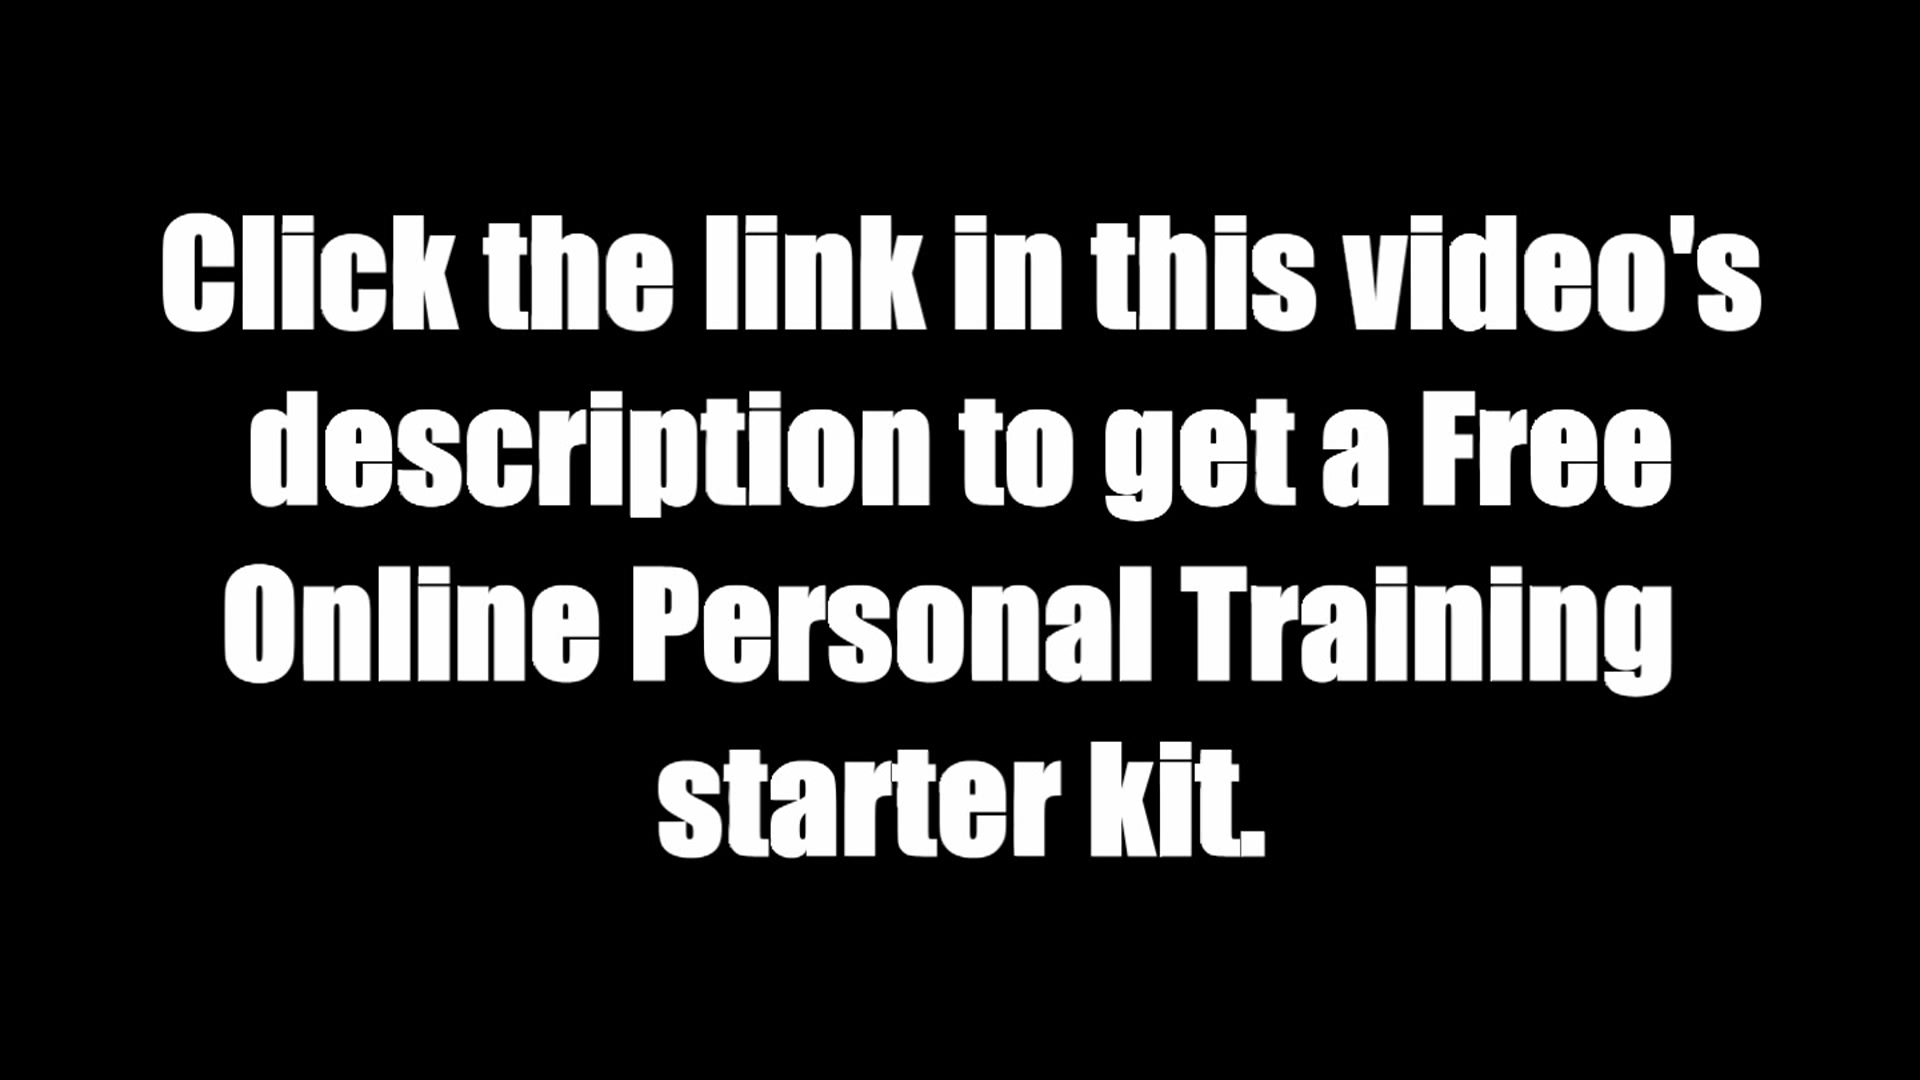 Click the link in this video's
description to get a Free
Online Personal Training
starter kit.